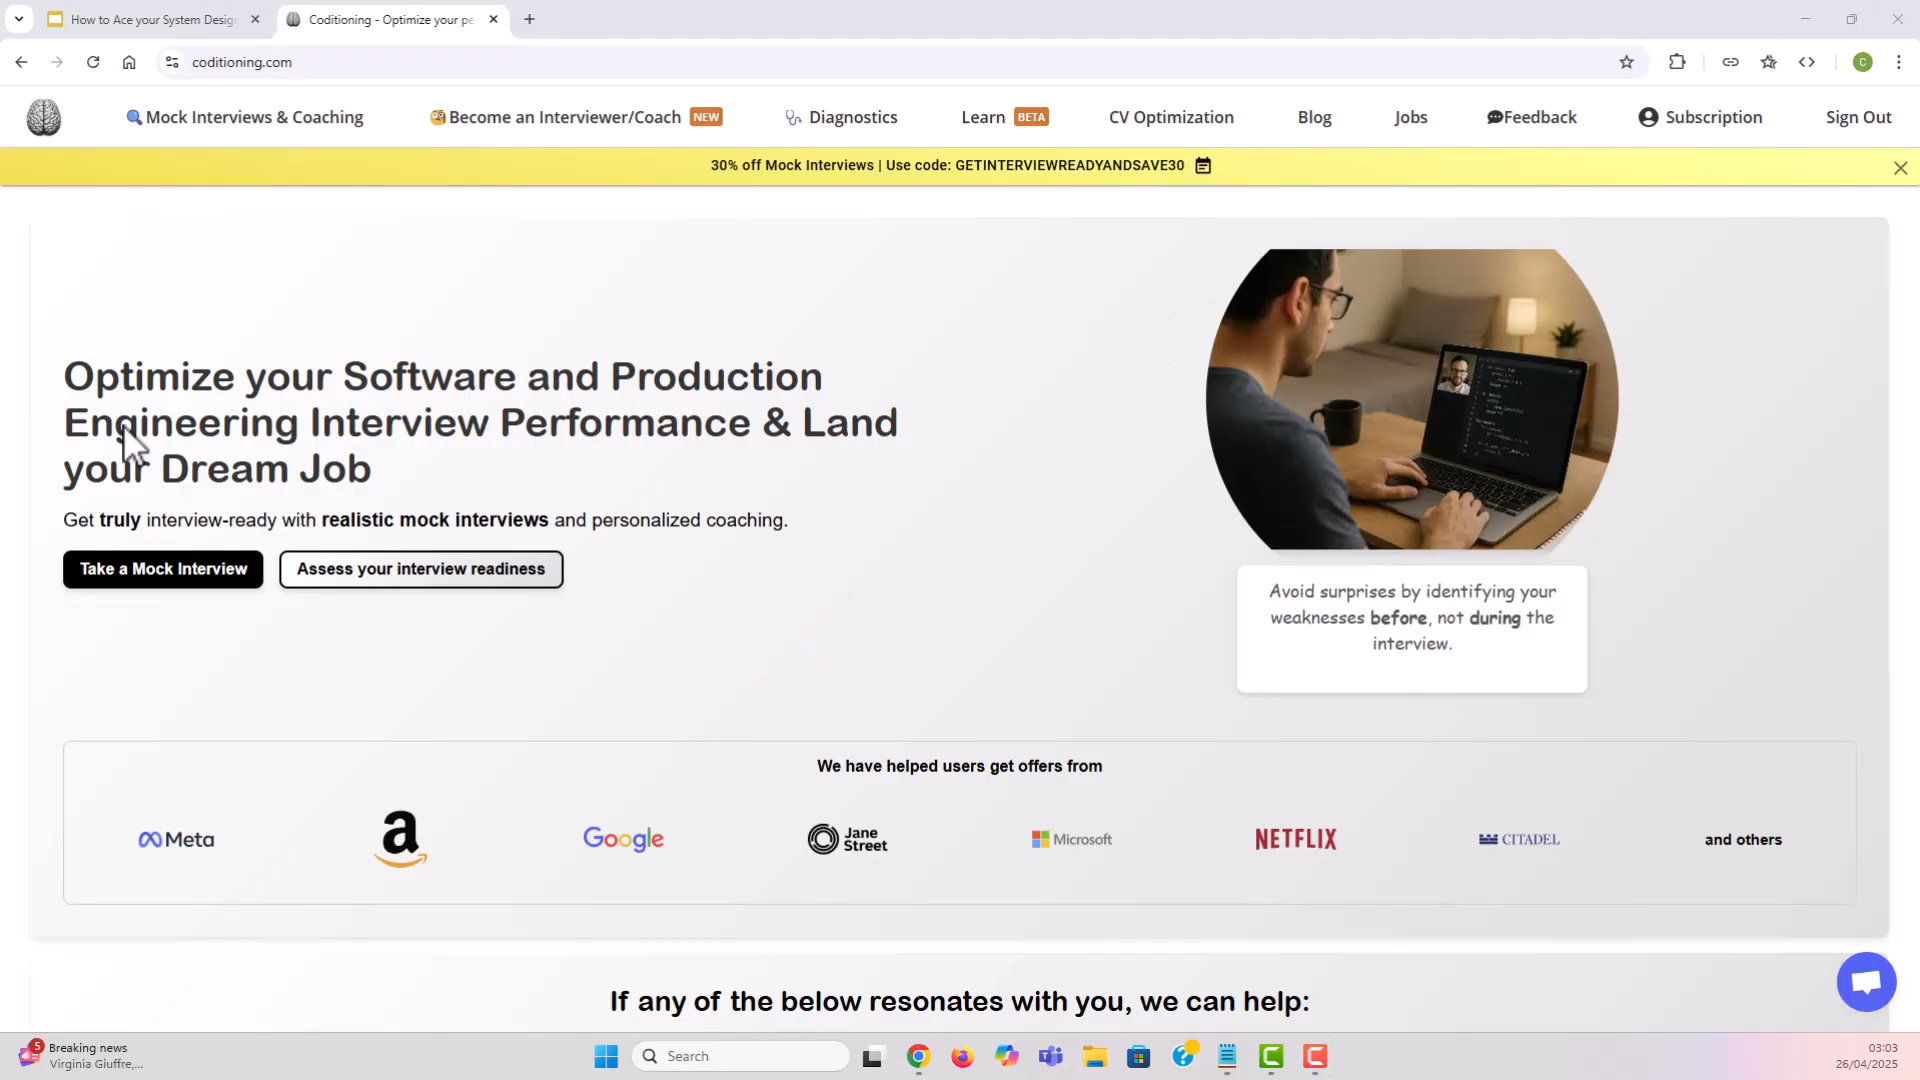 How to Ace your System Desig
Coditioning - Optimize your pe
coditioning.com
C
Mock Interviews & Coaching
Become an Interviewer/Coach NEW
Diagnostics
Learn BETA
CV Optimization
Blog
Jobs
Feedback
Subscription
Sign Out
30% off Mock Interviews | Use code: GETINTERVIEWREADYANDSAVE30
Optimize your Software and Production
Engineering Interview Performance & Land
your Dream Job
Get truly interview-ready with realistic mock interviews and personalized coaching.
Take a Mock Interview
Assess your interview readiness
Avoid surprises by identifying your
weaknesses before, not during the
interview.
We have helped users get offers from
Meta
a
Google
Jane
Street
Microsoft
NETFLIX
CITADEL
and others
If any of the below resonates with you, we can help:
5
Breaking news
Virginia Giuffre,...
Search
03:03
26/04/2025